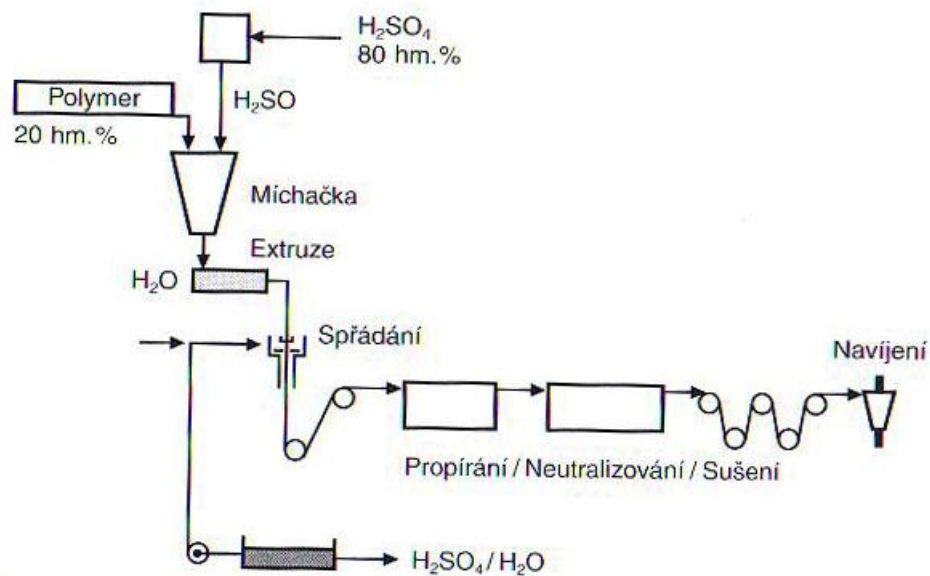 H₂SO₄
80 hm.%
Polymer
H₂SO
20 hm.%
Míchačka
Extruze
H₂O
Spřádání
Navíjení
Propírání / Neutralizování / Sušení
H₂SO₄ / H₂O